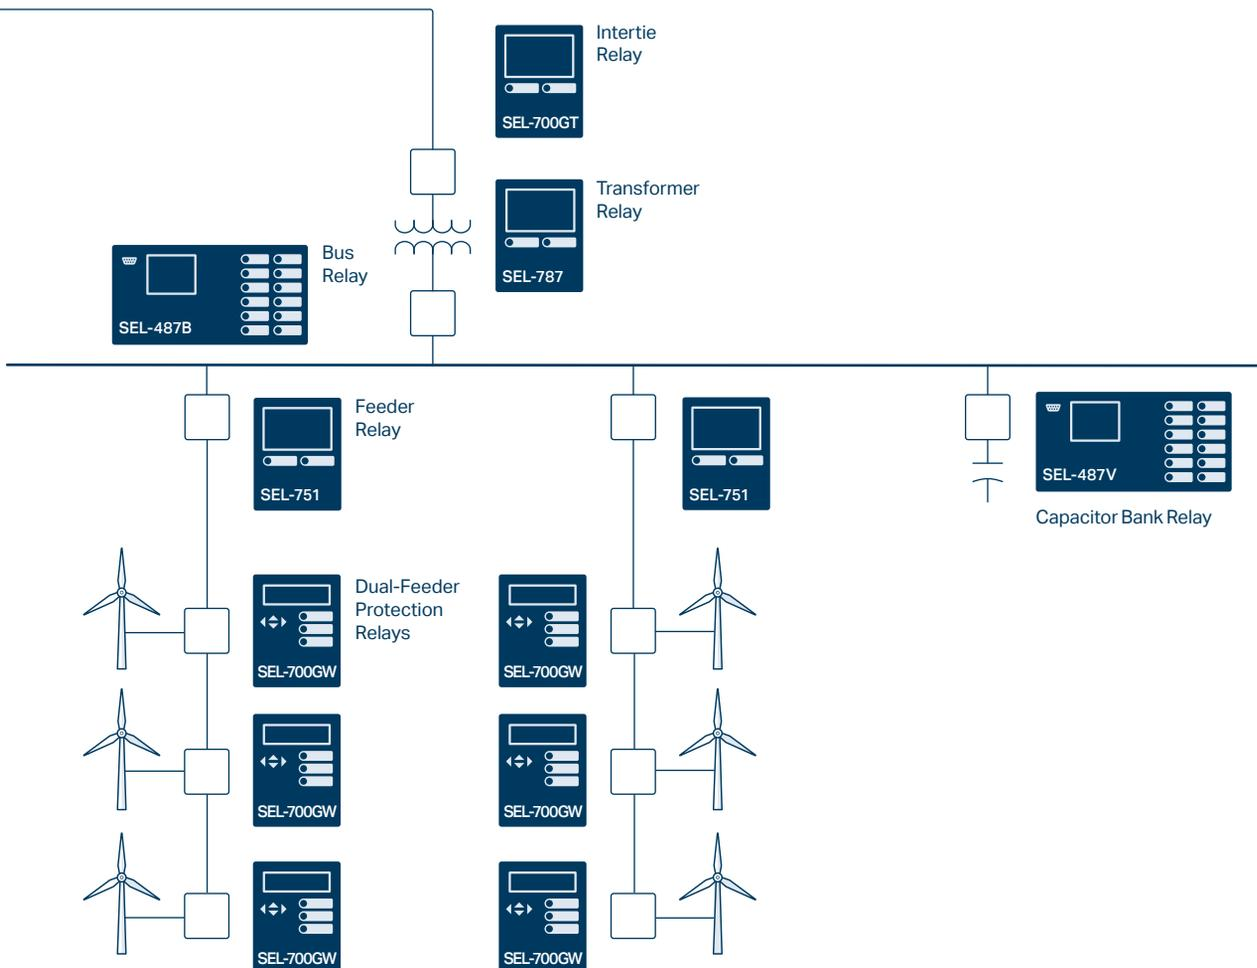 Intertie
Relay
SEL-700GT
Transformer
Relay
SEL-787
Bus
Relay
SEL-487B
Feeder
Relay
SEL-751
SEL-751
SEL-487V
Capacitor Bank Relay
Dual-Feeder
Protection
Relays
SEL-700GW
SEL-700GW
SEL-700GW
SEL-700GW
SEL-700GW
SEL-700GW